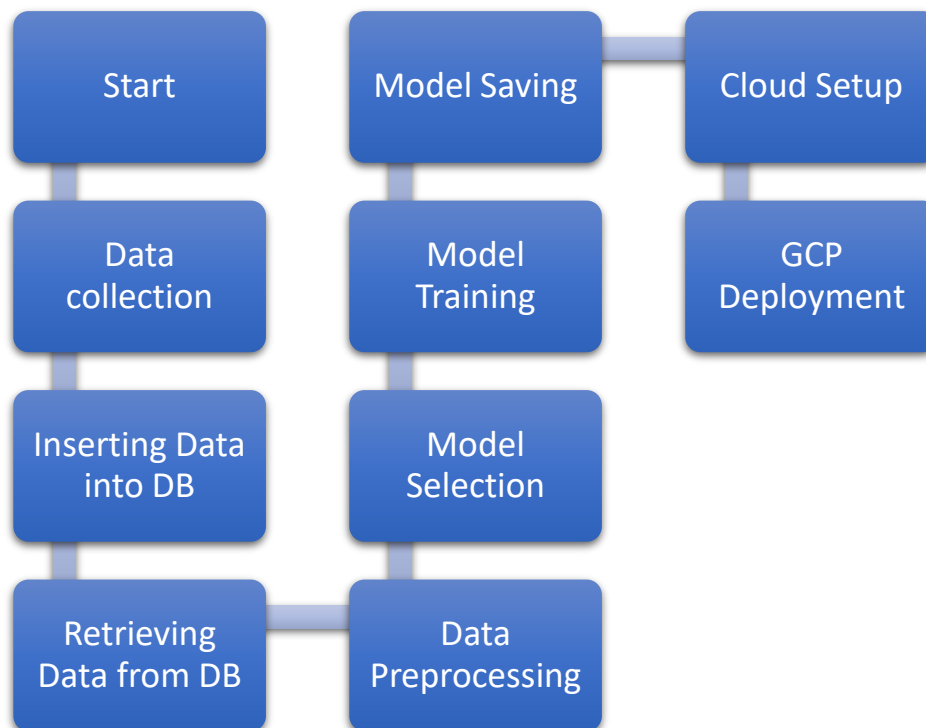 Start
Data
collection
Inserting Data
into DB
Retrieving
Data from DB
Data
Preprocessing
Model
Selection
Model
Training
Model Saving
Cloud Setup
GCP
Deployment